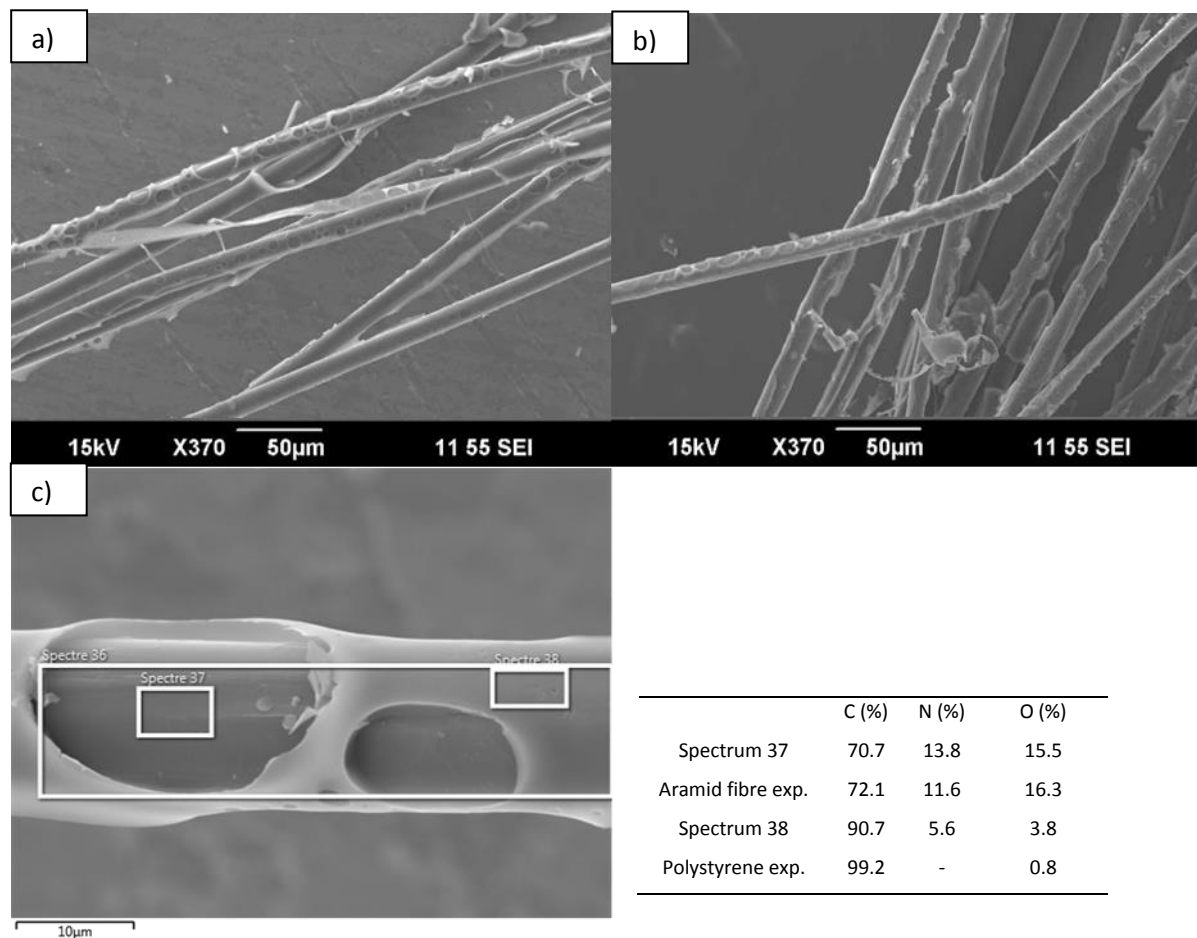 a)
b)
15kV X370 50µm 11 55 SEI
15kV X370 50µm 11 55 SEI
c)
Spectre 36
Spectre 37
Spectre 38
10µm
C (%) N (%) O (%)
Spectrum 37 70.7 13.8 15.5
Aramid fibre exp. 72.1 11.6 16.3
Spectrum 38 90.7 5.6 3.8
Polystyrene exp. 99.2 - 0.8